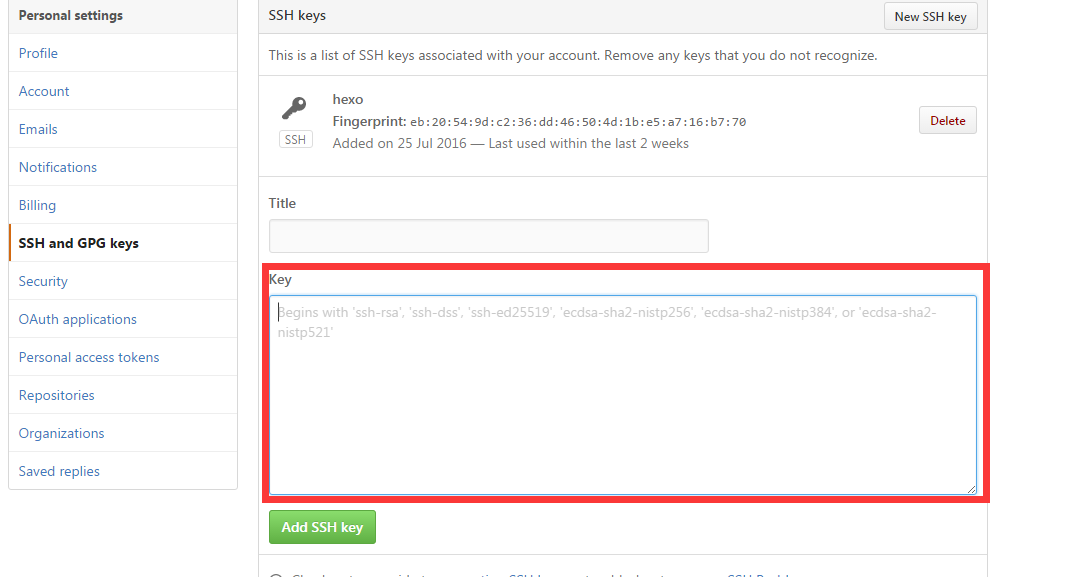 Personal settings
Profile
Account
Emails
Notifications
Billing
SSH and GPG keys
Security
OAuth applications
Personal access tokens
Repositories
Organizations
Saved replies
SSH keys
New SSH key
This is a list of SSH keys associated with your account. Remove any keys that you do not recognize.
hexo
Fingerprint: eb:20:54:9d:c2:36:dd:46:50:4d:1b:e5:a7:16:b7:70
SSH
Added on 25 Jul 2016 — Last used within the last 2 weeks
Delete
Title
Key
Begins with 'ssh-rsa', 'ssh-dss', 'ssh-ed25519', 'ecdsa-sha2-nistp256', 'ecdsa-sha2-nistp384', or 'ecdsa-sha2-
nistp521'
Add SSH key